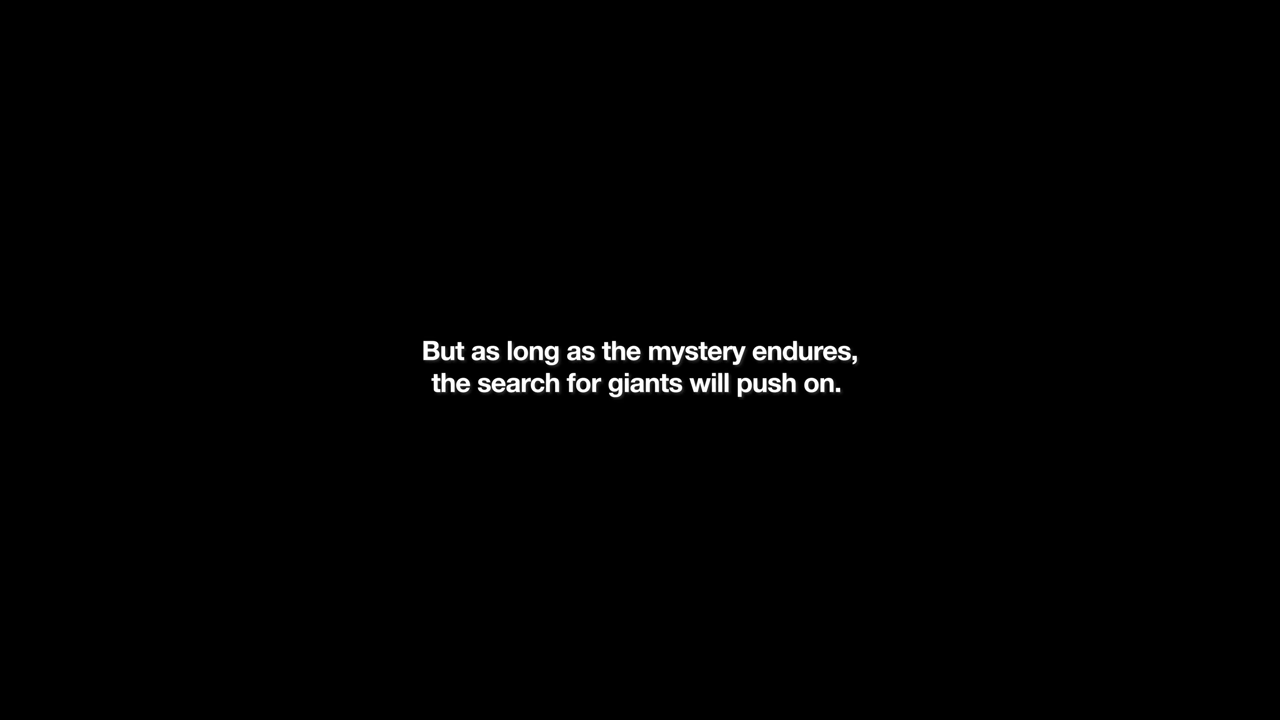 But as long as the mystery endures,
the search for giants will push on.